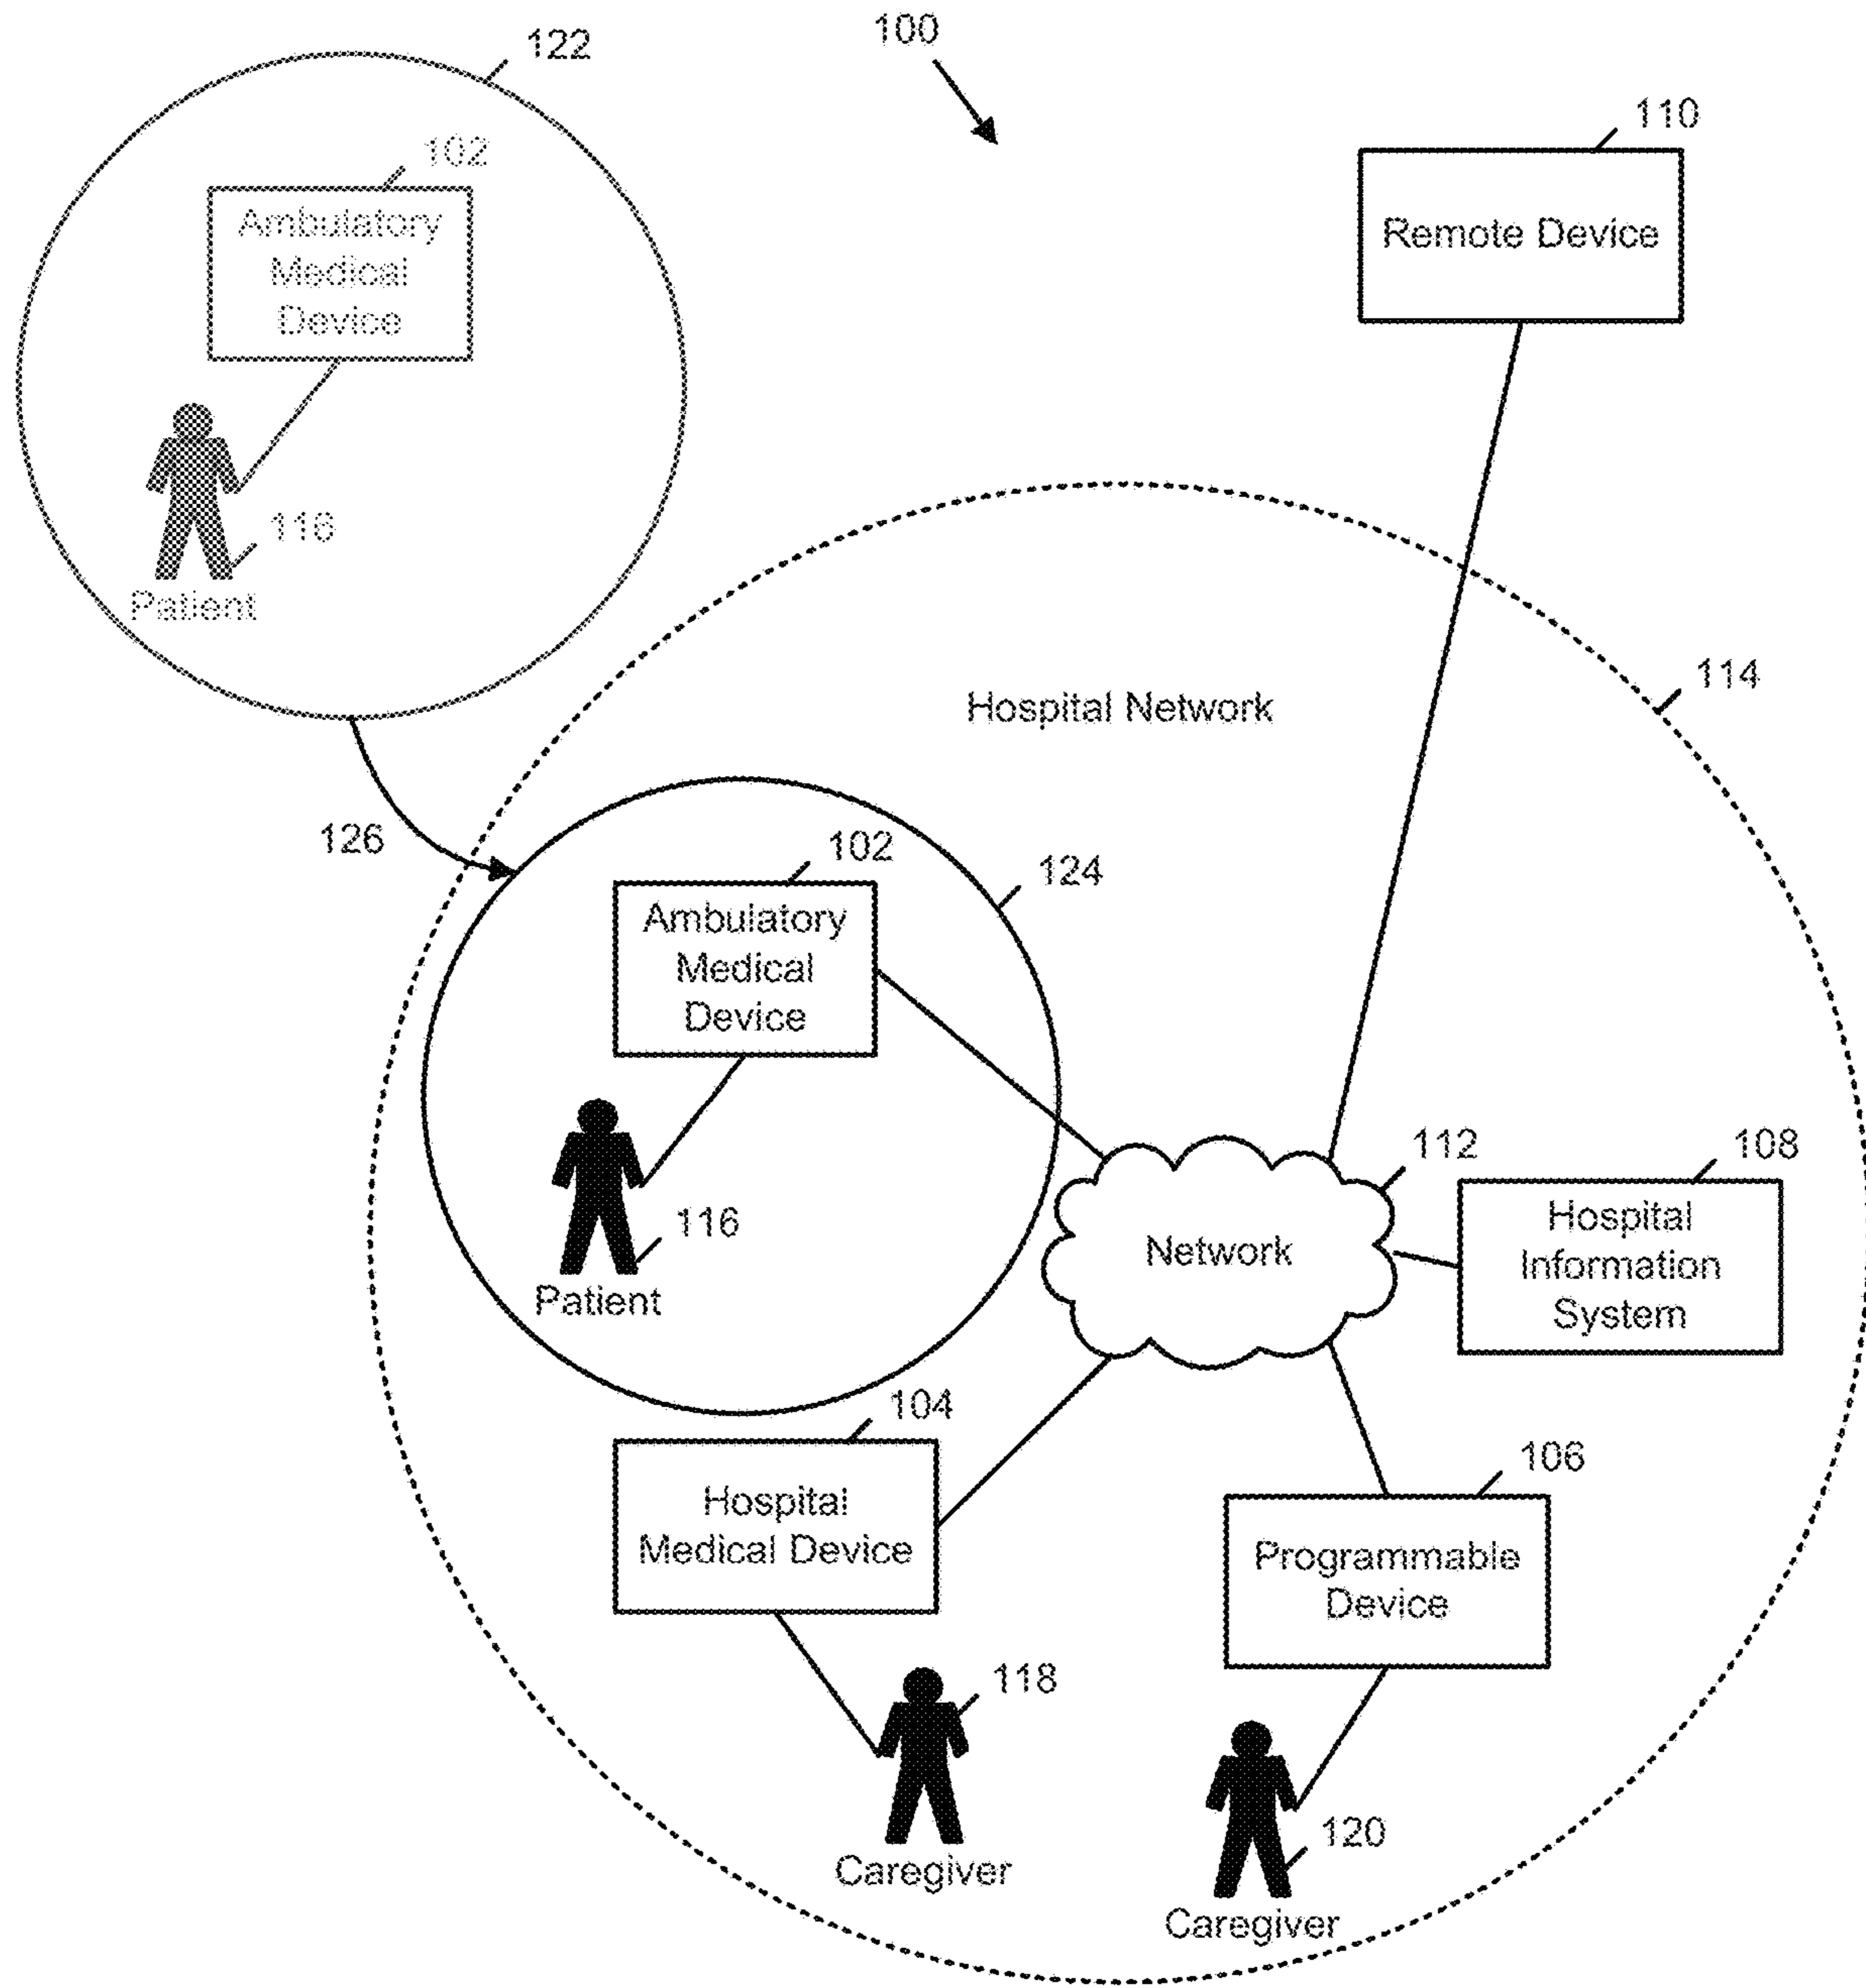 100
122
102
Ambulatory
Medical
Device
116
Patient
110
Remote Device
114
Hospital Network
126
102
Ambulatory
Medical
Device
124
116
Patient
112
Network
108
Hospital
Information
System
104
Hospital
Medical Device
106
Programmable
Device
118
Caregiver
120
Caregiver